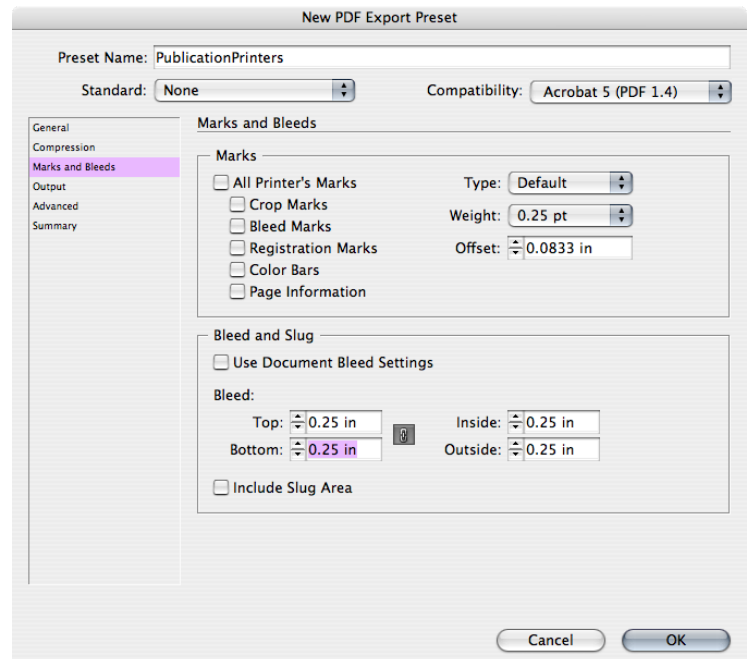 New PDF Export Preset
Preset Name: PublicationPrinters
Standard: None Compatibility: Acrobat 5 (PDF 1.4)
General
Compression
Marks and Bleeds
Output
Advanced
Summary
Marks and Bleeds
Marks
All Printer's Marks Type: Default
Crop Marks Weight: 0.25 pt
Bleed Marks
Registration Marks Offset: 0.0833 in
Color Bars
Page Information
Bleed and Slug
Use Document Bleed Settings
Bleed:
Top: 0.25 in Inside: 0.25 in
Bottom: 0.25 in Outside: 0.25 in
Include Slug Area
Cancel OK